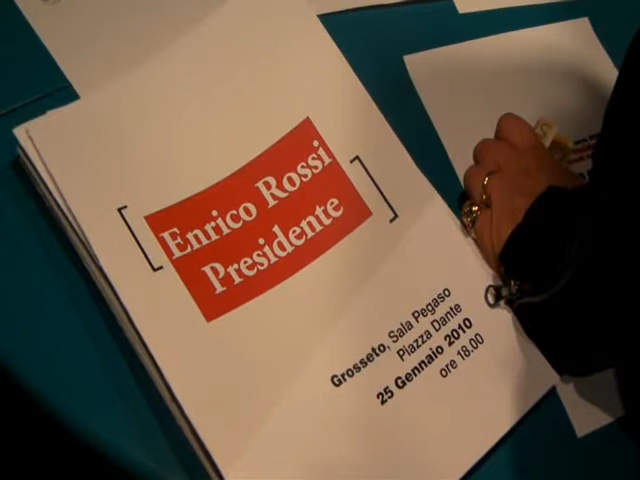 Enrico Rossi
Presidente
Grosseto, Sala Pegaso
Piazza Dante
25 Gennaio 2010
ore 18.00